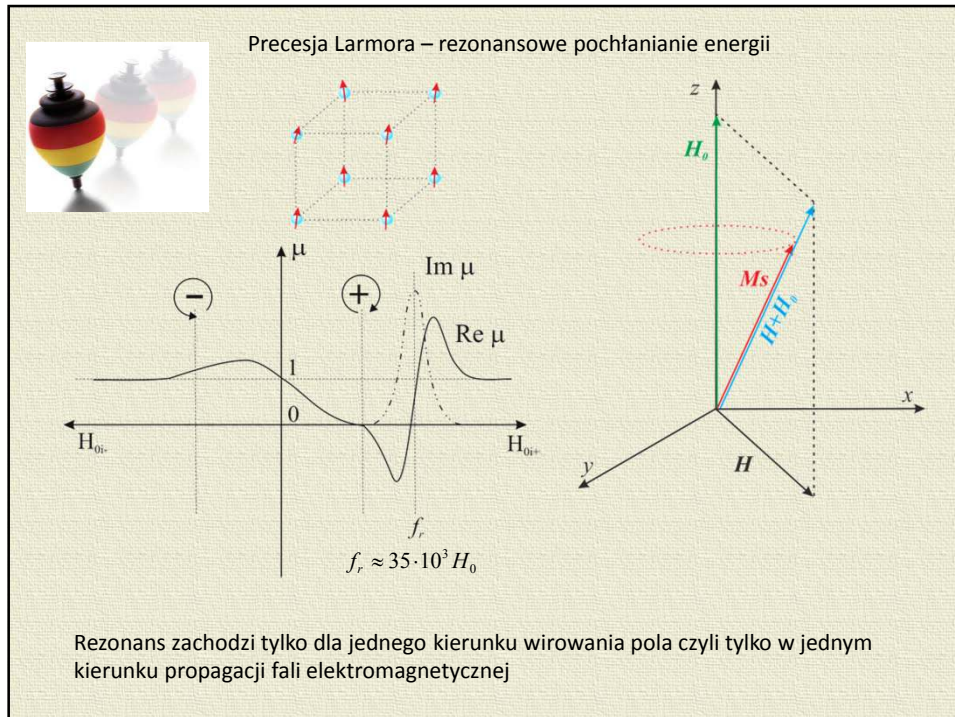 Precesja Larmora – rezonansowe pochłanianie energii
z
H₀
Ms
H+H₀
x
y
H
μ
−
+
Im μ
Re μ
1
0
H₀ᵢ₋
H₀ᵢ₊
fᵣ
fᵣ ≈ 35·10³ H₀
Rezonans zachodzi tylko dla jednego kierunku wirowania pola czyli tylko w jednym
kierunku propagacji fali elektromagnetycznej